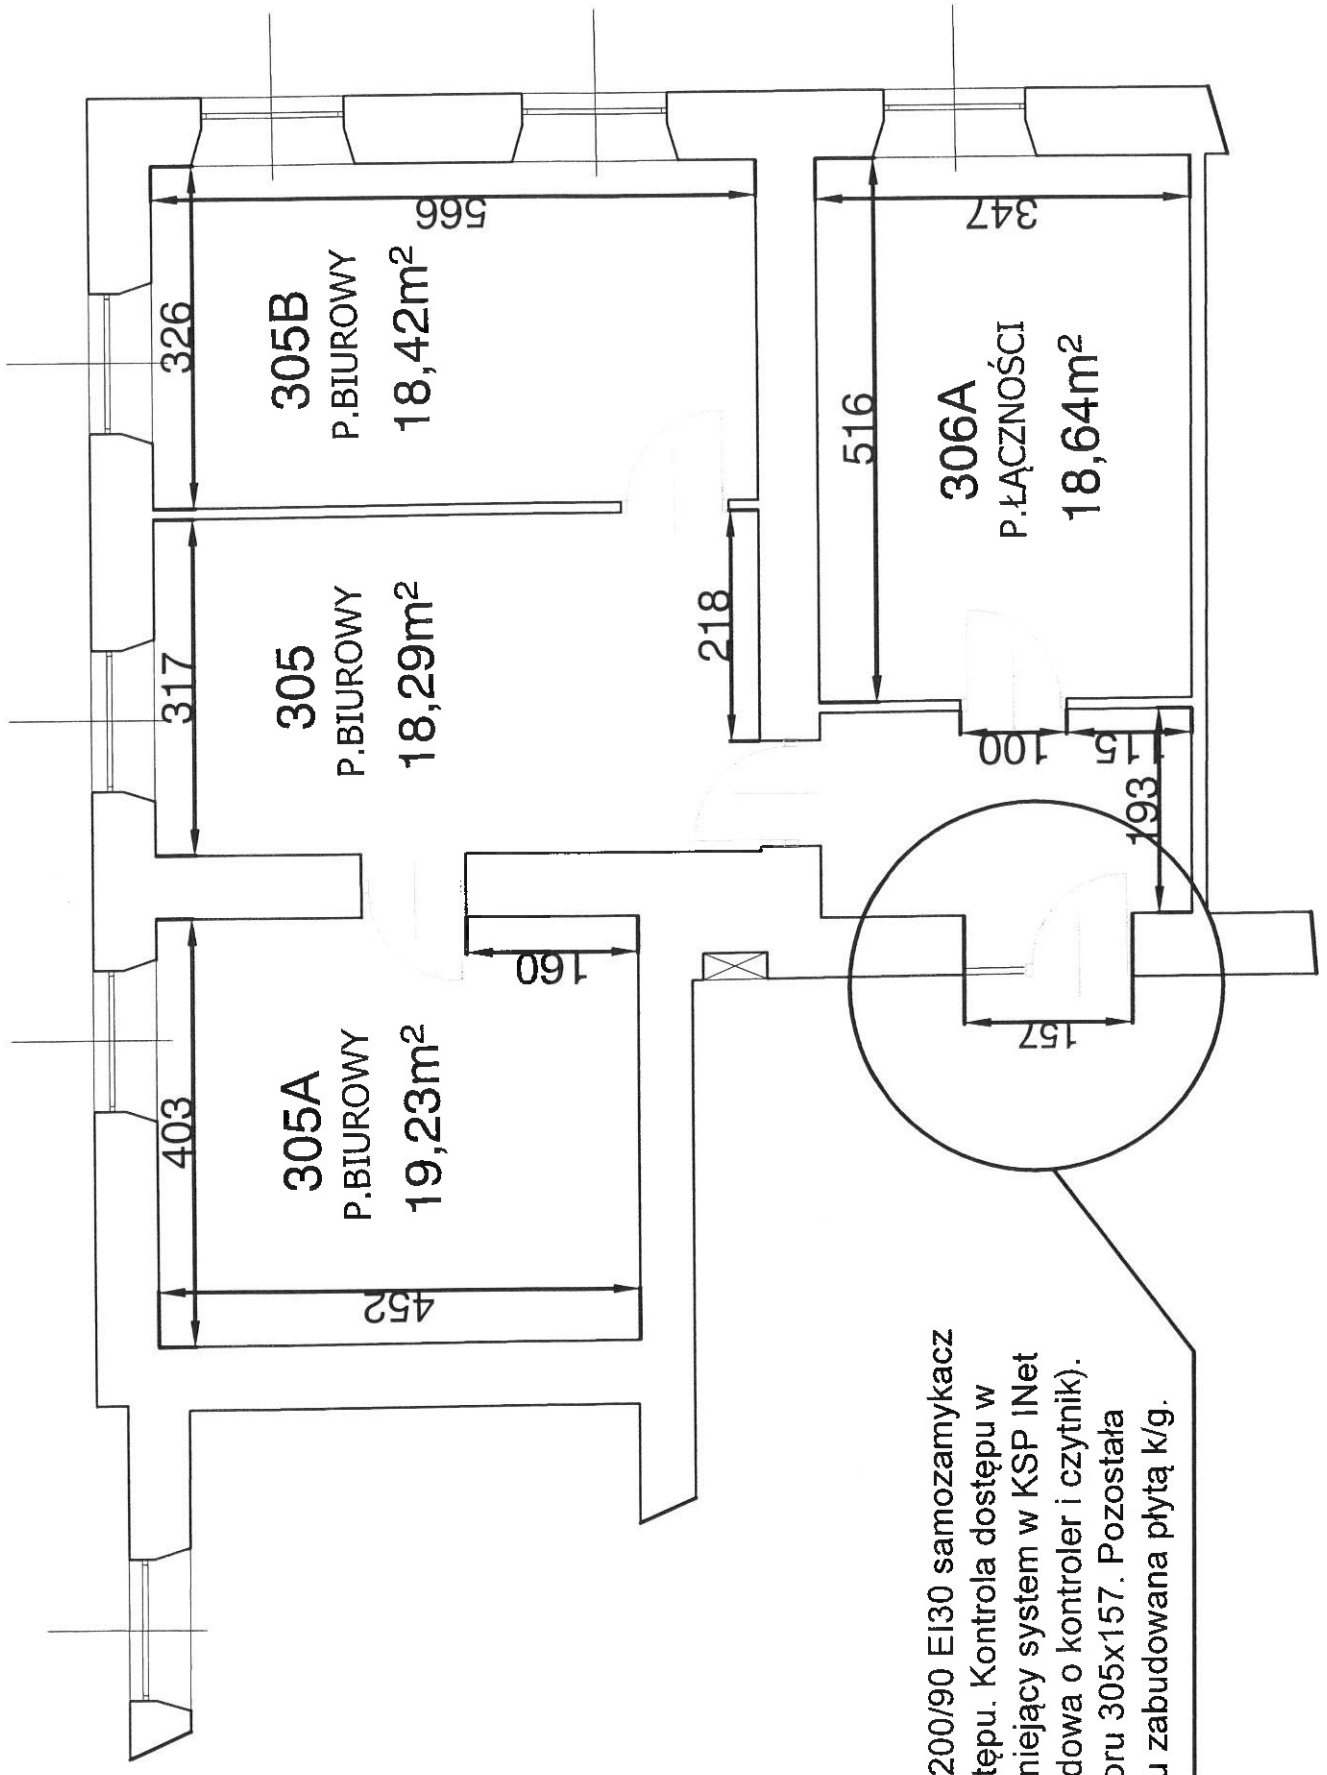 305A
P.BIUROWY
19,23m²
403
452
160
305
P.BIUROWY
18,29m²
317
218
305B
P.BIUROWY
18,42m²
326
566
306A
P.ŁĄCZNOŚCI
18,64m²
516
347
100
115
193
157
200/90 EI30 samozamykacz
tępu. Kontrola dostępu w
niejący system w KSP INet
dowa o kontroler i czytnik).
oru 305x157. Pozostała
u zabudowana płytą k/g.